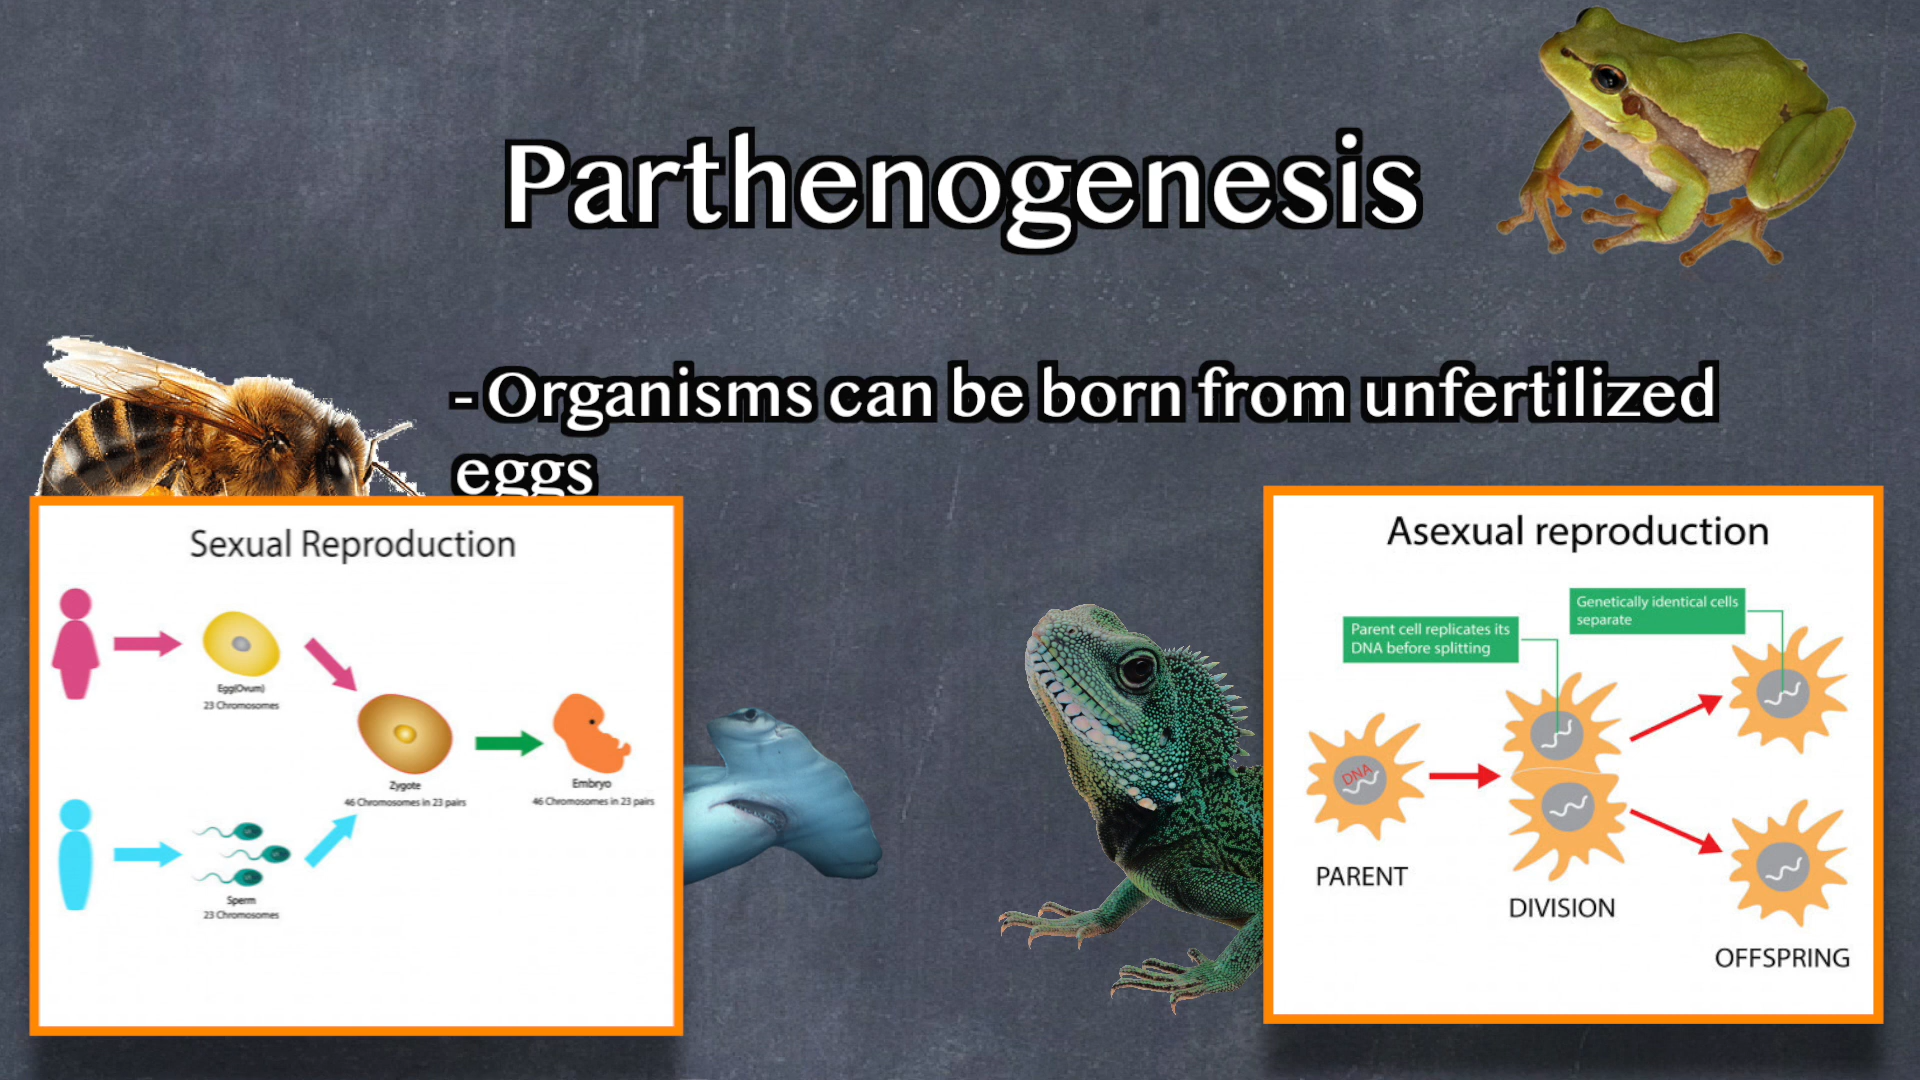 Parthenogenesis
- Organisms can be born from unfertilized
eggs
Sexual Reproduction
Egg(Ovum)
23 Chromosomes
Zygote
46 Chromosomes in 23 pairs
Embryo
46 Chromosomes in 23 pairs
Sperm
23 Chromosomes
Asexual reproduction
Genetically identical cells
separate
Parent cell replicates its
DNA before splitting
DNA
PARENT
DIVISION
OFFSPRING